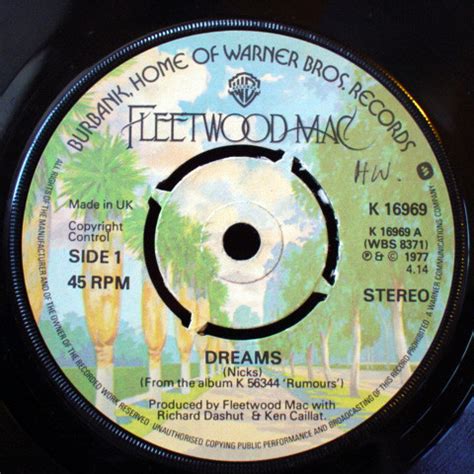 BURBANK, HOME OF WARNER BROS. RECORDS
WB
FLEETWOOD MAC
HW.
Made in UK
Copyright
Control
SIDE 1
45 RPM
K 16969
K 16969 A
(WBS 8371)
℗ & © 1977
4.14
STEREO
DREAMS
(Nicks)
(From the album K 56344 'Rumours')
Produced by Fleetwood Mac with
Richard Dashut & Ken Caillat.
ALL RIGHTS OF THE MANUFACTURER AND OF THE OWNER OF THE RECORDED WORK RESERVED. UNAUTHORISED COPYING PUBLIC PERFORMANCE AND BROADCASTING OF THIS RECORD PROHIBITED
A WARNER COMMUNICATIONS COMPANY